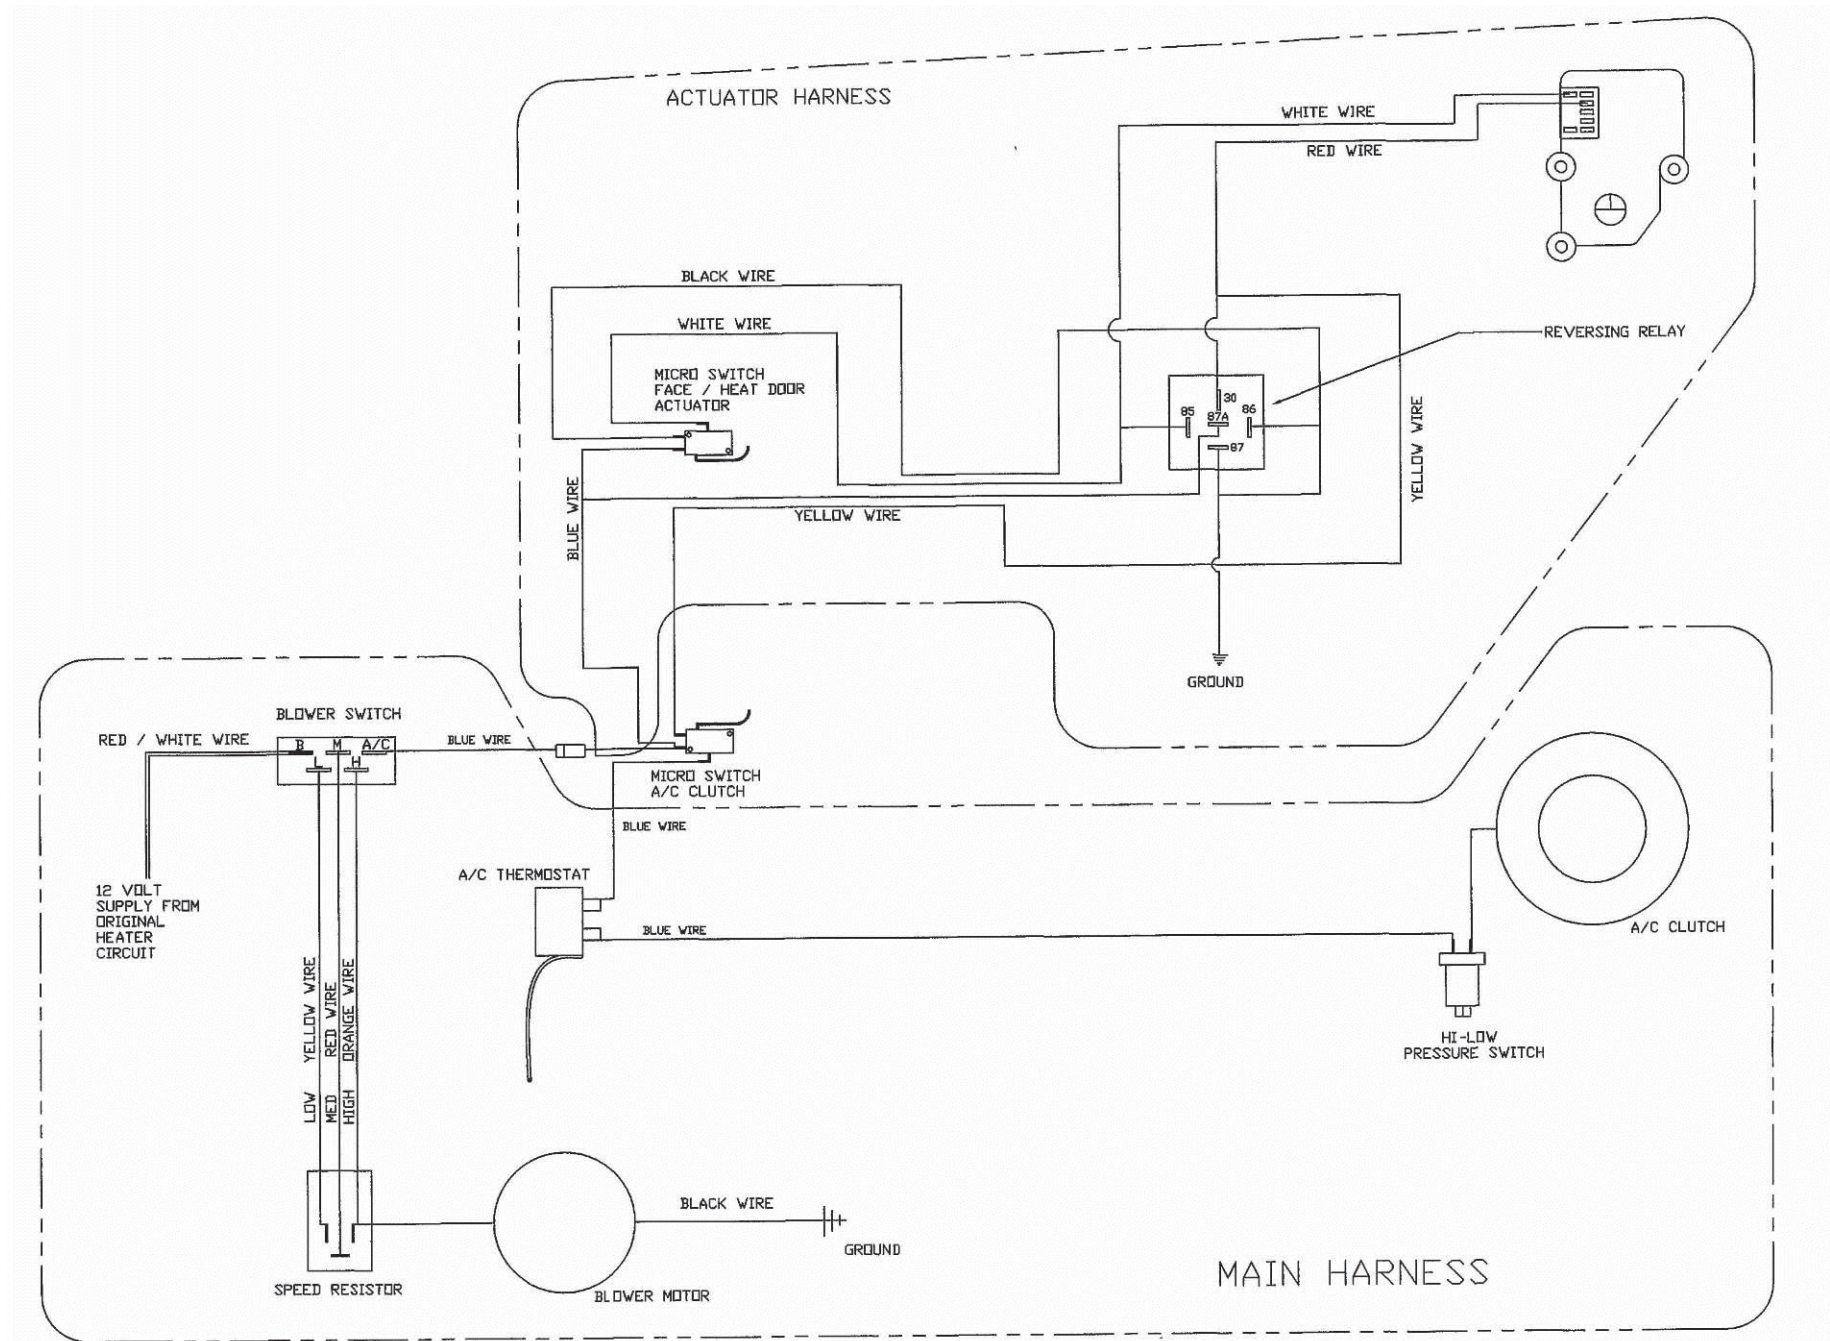 ACTUATOR HARNESS
WHITE WIRE
RED WIRE
BLACK WIRE
WHITE WIRE
REVERSING RELAY
MICRO SWITCH
FACE / HEAT DOOR
ACTUATOR
30
85
87A
86
87
YELLOW WIRE
BLUE WIRE
YELLOW WIRE
GROUND
BLOWER SWITCH
RED / WHITE WIRE
B
M
A/C
L
H
BLUE WIRE
MICRO SWITCH
A/C CLUTCH
BLUE WIRE
A/C THERMOSTAT
12 VOLT
SUPPLY FROM
ORIGINAL
HEATER
CIRCUIT
BLUE WIRE
A/C CLUTCH
LOW YELLOW WIRE
MED RED WIRE
HIGH ORANGE WIRE
HI-LOW
PRESSURE SWITCH
BLACK WIRE
GROUND
SPEED RESISTOR
BLOWER MOTOR
MAIN HARNESS